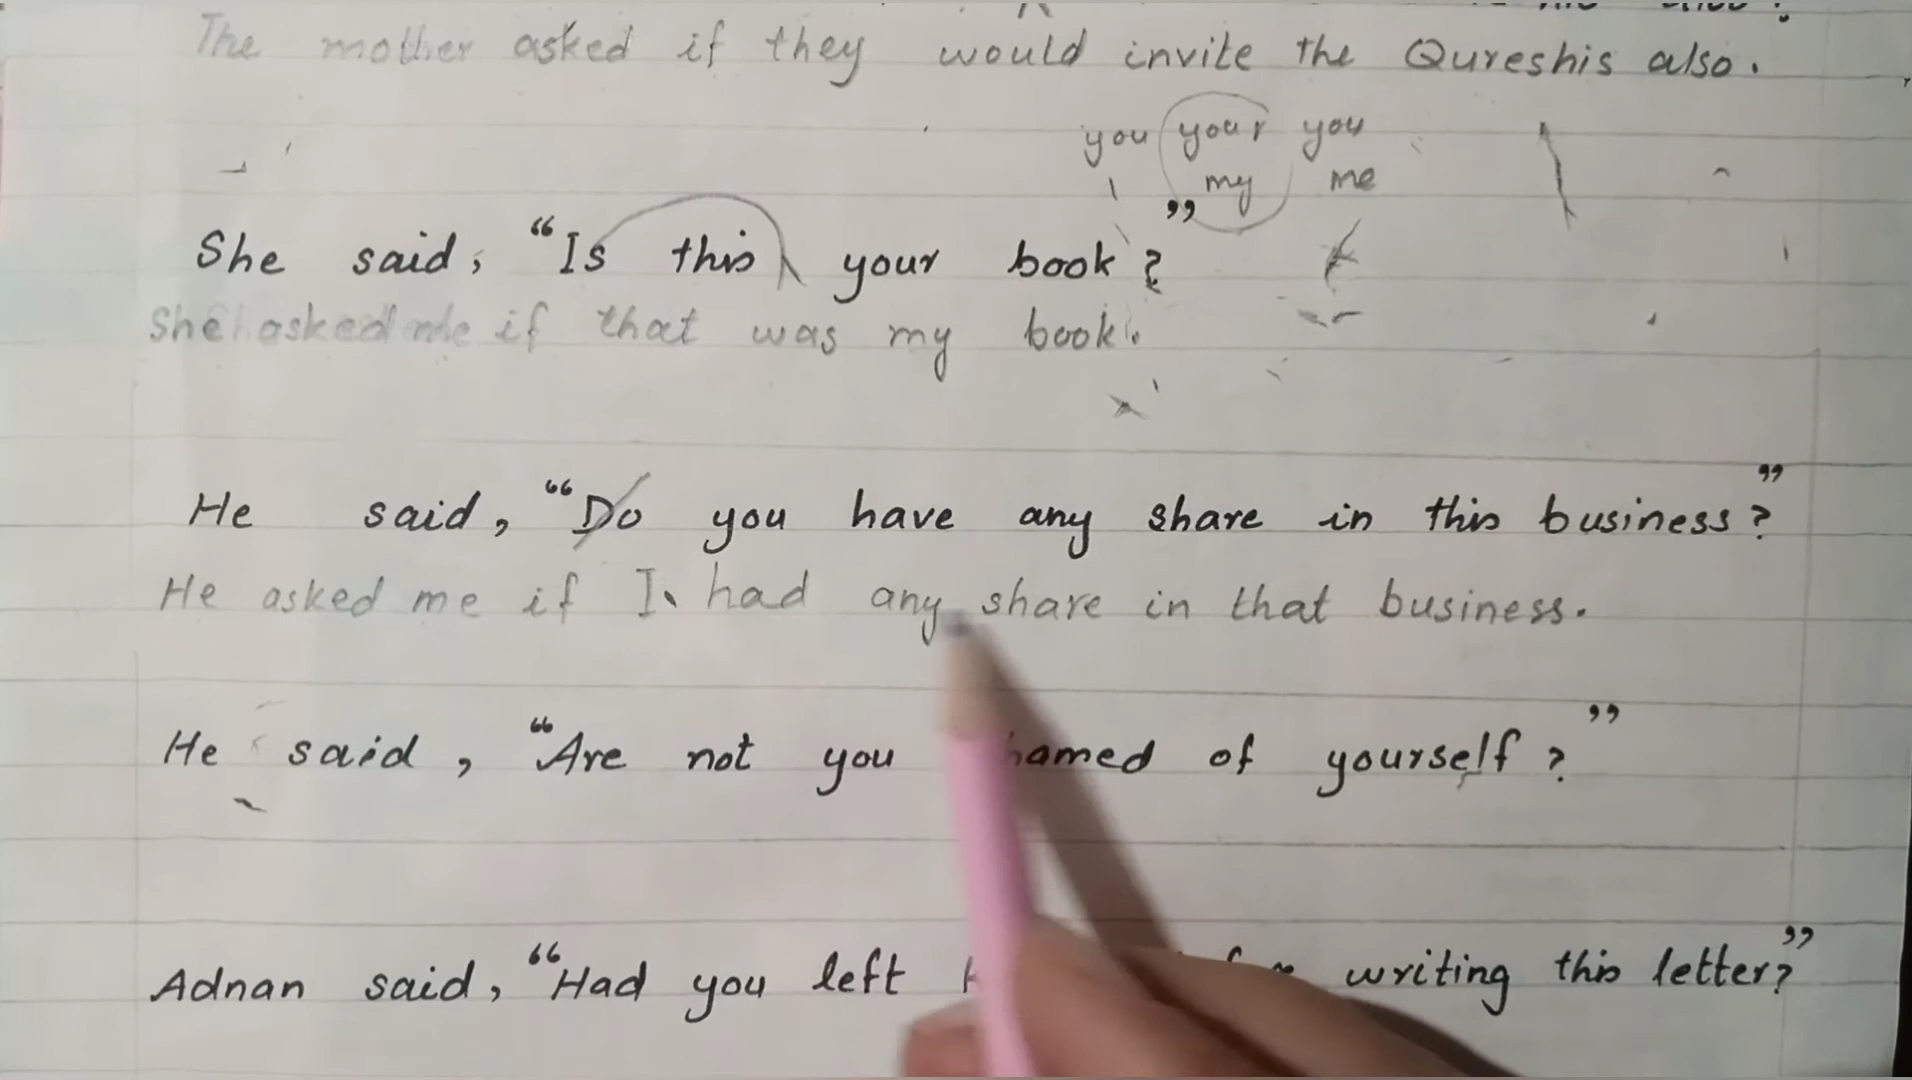 The mother asked if they would invite the Qureshis also.
you your you
I my me
She said, "Is this your book?"
She asked me if that was my book.
He said, "Do you have any share in this business?"
He asked me if I had any share in that business.
He said, "Are not you of yourself?"
Adnan said, "Had you left writing this letter?"